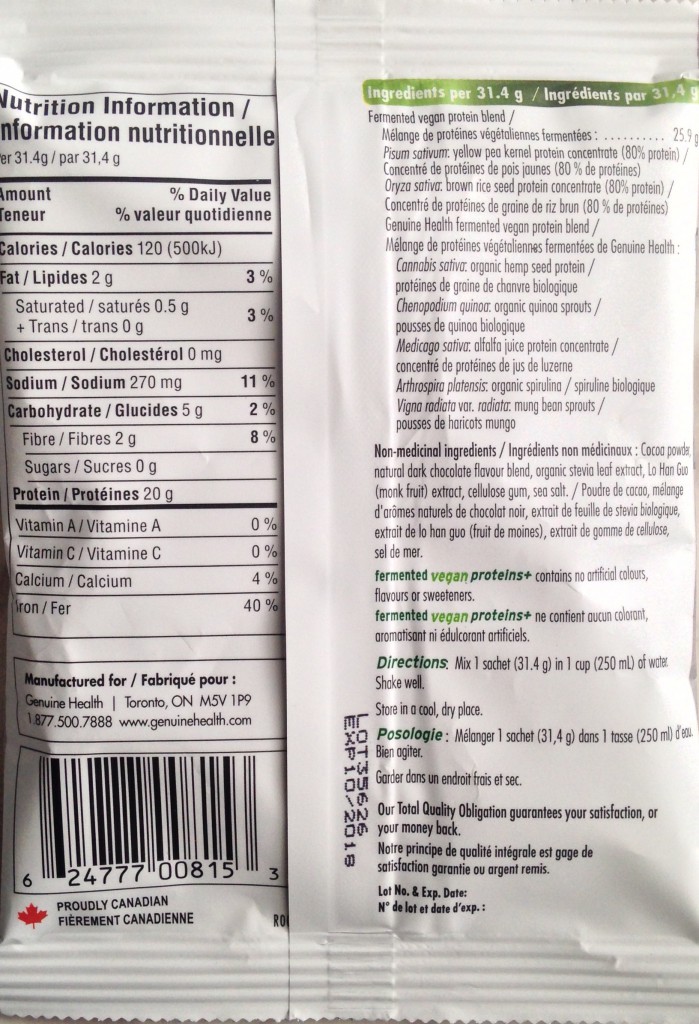 Nutrition Information /
nformation nutritionnelle
er 31.4g / par 31,4 g
Amount % Daily Value
Teneur % valeur quotidienne
Calories / Calories 120 (500kJ)
Fat / Lipides 2 g 3 %
Saturated / saturés 0.5 g
+ Trans / trans 0 g 3 %
Cholesterol / Cholestérol 0 mg
Sodium / Sodium 270 mg 11 %
Carbohydrate / Glucides 5 g 2 %
Fibre / Fibres 2 g 8 %
Sugars / Sucres 0 g
Protein / Protéines 20 g
Vitamin A / Vitamine A 0 %
Vitamin C / Vitamine C 0 %
Calcium / Calcium 4 %
Iron / Fer 40 %
Manufactured for / Fabriqué pour :
Genuine Health | Toronto, ON M5V 1P9
1.877.500.7888 www.genuinehealth.com
6 24777 00815 3
PROUDLY CANADIAN
FIÈREMENT CANADIENNE
RO
Ingredients per 31.4 g / Ingrédients par 31,4 g
Fermented vegan protein blend /
Mélange de protéines végétaliennes fermentées : .......... 25.9 g
Pisum sativum: yellow pea kernel protein concentrate (80% protein) /
Concentré de protéines de pois jaunes (80 % de protéines)
Oryza sativa: brown rice seed protein concentrate (80% protein) /
Concentré de protéines de graine de riz brun (80 % de protéines)
Genuine Health fermented vegan protein blend /
Mélange de protéines végétaliennes fermentées de Genuine Health :
Cannabis sativa: organic hemp seed protein /
protéines de graine de chanvre biologique
Chenopodium quinoa: organic quinoa sprouts /
pousses de quinoa biologique
Medicago sativa: alfalfa juice protein concentrate /
concentré de protéines de jus de luzerne
Arthrospira platensis: organic spirulina / spiruline biologique
Vigna radiata var. radiata: mung bean sprouts /
pousses de haricots mungo
Non-medicinal ingredients / Ingrédients non médicinaux : Cocoa powder,
natural dark chocolate flavour blend, organic stevia leaf extract, Lo Han Guo
(monk fruit) extract, cellulose gum, sea salt. / Poudre de cacao, mélange
d'arômes naturels de chocolat noir, extrait de feuille de stevia biologique,
extrait de lo han guo (fruit de moines), extrait de gomme de cellulose,
sel de mer.
fermented vegan proteins+ contains no artificial colours,
flavours or sweeteners.
fermented vegan proteins+ ne contient aucun colorant,
aromatisant ni édulcorant artificiels.
Directions: Mix 1 sachet (31.4 g) in 1 cup (250 mL) of water.
Shake well.
Store in a cool, dry place.
Posologie : Mélanger 1 sachet (31,4 g) dans 1 tasse (250 ml) d'eau.
Bien agiter.
Garder dans un endroit frais et sec.
Our Total Quality Obligation guarantees your satisfaction, or
your money back.
Notre principe de qualité intégrale est gage de
satisfaction garantie ou argent remis.
Lot No. & Exp. Date:
N° de lot et date d'exp. :
LOT 35626
EXP 10/2018